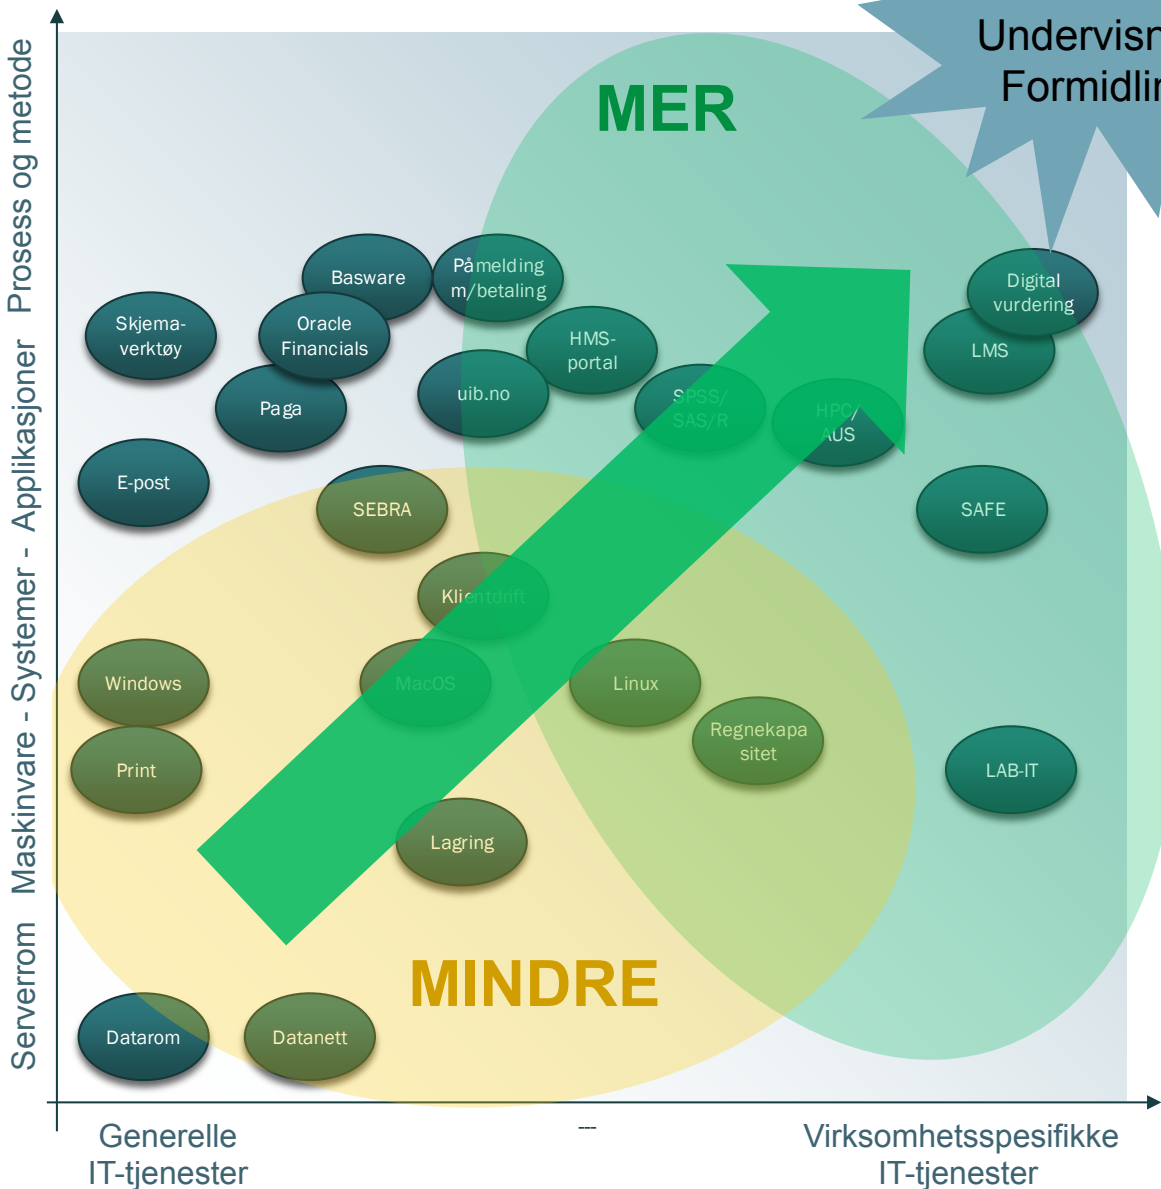 Undervisn
Formidlin
MER
Prosess og metode
Maskinvare - Systemer - Applikasjoner
Serverrom
Basware
Påmelding
m/betaling
Digital
vurdering
Skjema-
verktøy
Oracle
Financials
HMS-
portal
LMS
Paga
uib.no
SPSS/
SAS/R
HPC/
AUS
E-post
SEBRA
SAFE
Klientdrift
Windows
MacOS
Linux
Print
Regnekapa
sitet
LAB-IT
Lagring
MINDRE
Datarom
Datanett
Generelle
IT-tjenester
---
Virksomhetsspesifikke
IT-tjenester